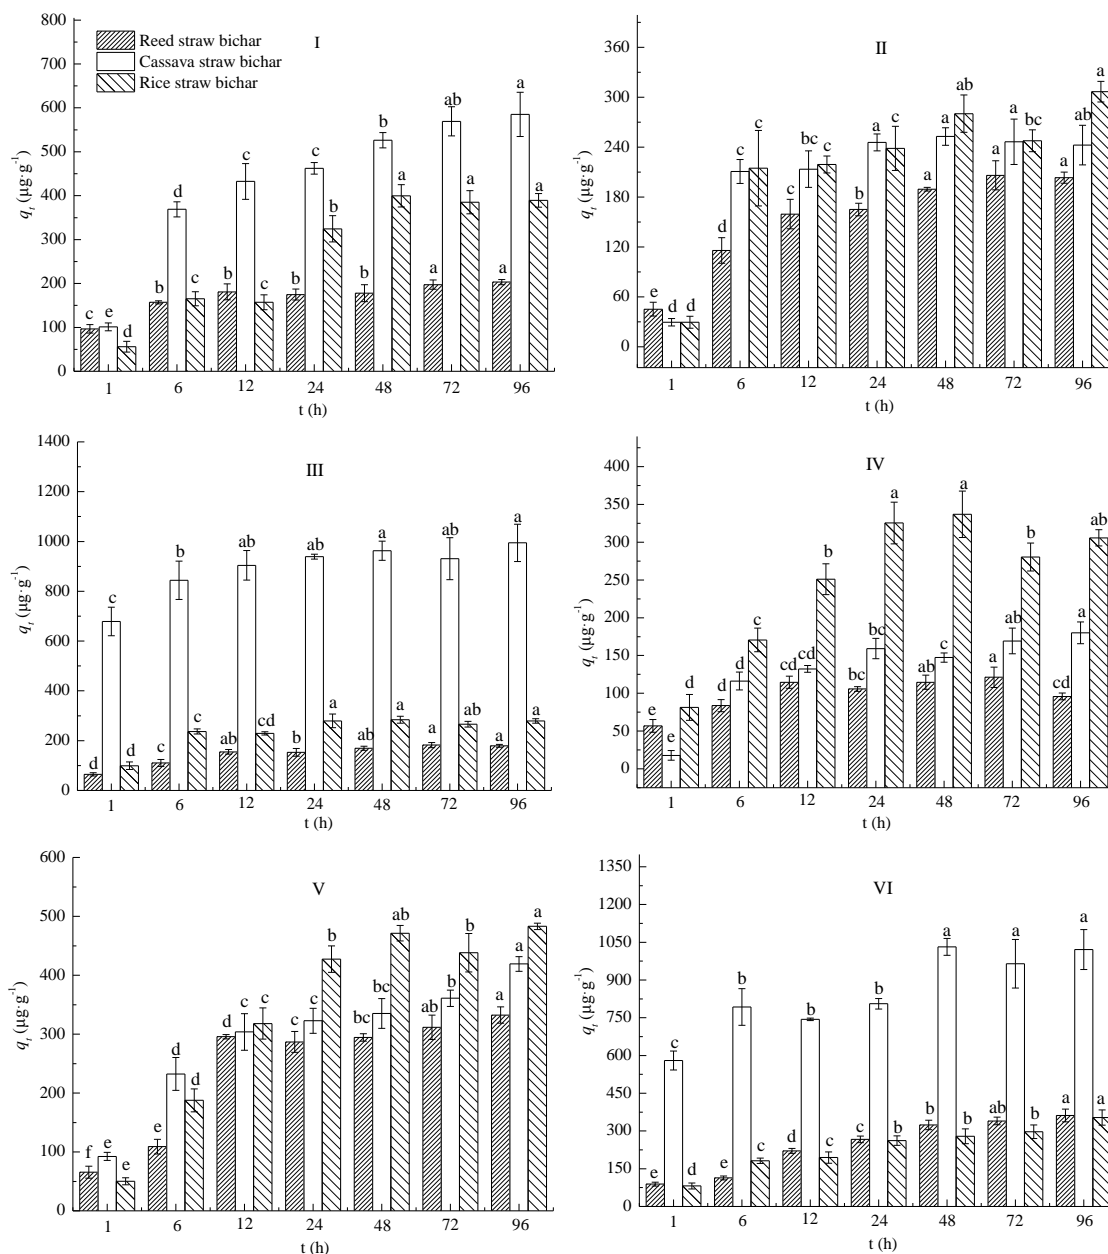 I
Reed straw bichar
Cassava straw bichar
Rice straw bichar
qt (μg·g-1)
800
700
600
500
400
300
200
100
0
c e d
b d c
b c c
b c b
b b a
a ab a
a a a
1 6 12 24 48 72 96
t (h)
II
qt (μg·g-1)
360
300
240
180
120
60
0
e d d
d c c
c bc c
b a c
a a ab
a a bc
a ab a
1 6 12 24 48 72 96
t (h)
III
qt (μg·g-1)
1400
1200
1000
800
600
400
200
0
d c d
c b c
ab ab cd
b ab a
ab a ab
a ab ab
a a a
1 6 12 24 48 72 96
t (h)
IV
qt (μg·g-1)
400
350
300
250
200
150
100
50
0
e e d
d d c
cd cd b
bc bc a
ab c a
a ab b
cd a ab
1 6 12 24 48 72 96
t (h)
V
qt (μg·g-1)
600
500
400
300
200
100
0
f e e
e d d
d c c
c c b
bc bc ab
ab b b
a a a
1 6 12 24 48 72 96
t (h)
VI
qt (μg·g-1)
1350
1200
1050
900
750
600
450
300
150
0
e c d
e b c
d b c
c b c
b a b
ab a b
a a a
1 6 12 24 48 72 96
t (h)